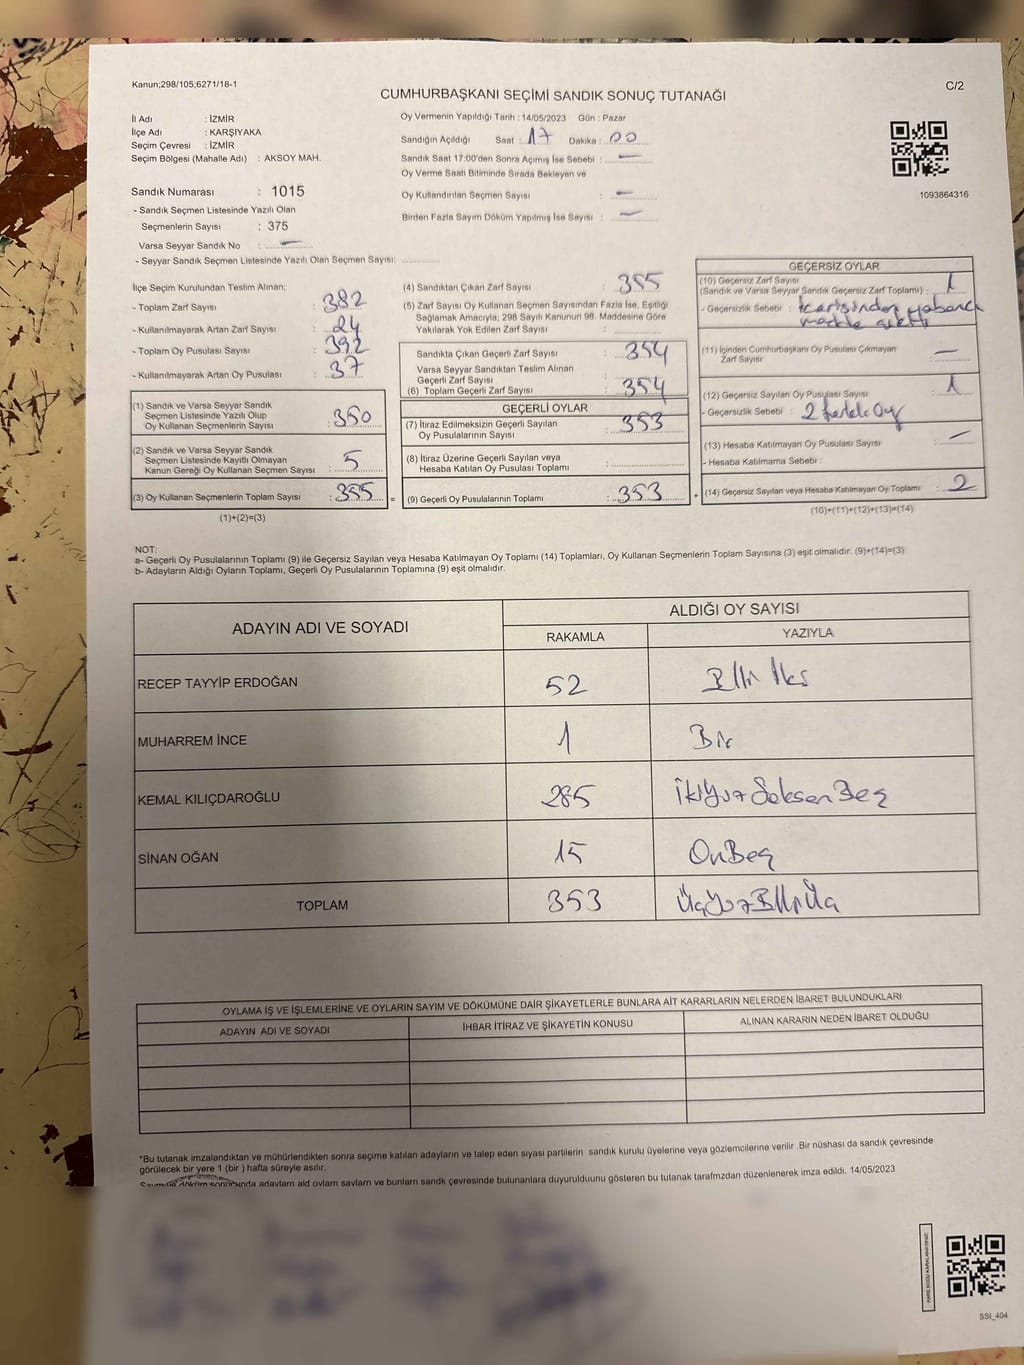 Kanun;298/105;6271/18-1
C/2
CUMHURBAŞKANI SEÇİMİ SANDIK SONUÇ TUTANAĞI
İl Adı : İZMİR
İlçe Adı : KARŞIYAKA
Seçim Çevresi : İZMİR
Seçim Bölgesi (Mahalle Adı) : AKSOY MAH.
Sandık Numarası : 1015
- Sandık Seçmen Listesinde Yazılı Olan
Seçmenlerin Sayısı : 375
Varsa Seyyar Sandık No : —
- Seyyar Sandık Seçmen Listesinde Yazılı Olan Seçmen Sayısı:
Oy Vermenin Yapıldığı Tarih : 14/05/2023 Gün : Pazar
Sandığın Açıldığı Saat : 17 Dakika : 00
Sandık Saat 17:00'den Sonra Açımış İse Sebebi : —
Oy Verme Saati Bitiminde Sırada Bekleyen ve
Oy Kullandırılan Seçmen Sayısı : —
Birden Fazla Sayım Döküm Yapılmış İse Sayısı : —
1093864316
İlçe Seçim Kurulundan Teslim Alınan;
- Toplam Zarf Sayısı : 382
- Kullanılmayarak Artan Zarf Sayısı : 24
- Toplam Oy Pusulası Sayısı : 392
- Kullanılmayarak Artan Oy Pusulası : 37
(1) Sandık ve Varsa Seyyar Sandık
Seçmen Listesinde Yazılı Olup
Oy Kullanan Seçmenlerin Sayısı : 350
(2) Sandık ve Varsa Seyyar Sandık
Seçmen Listesinde Kayıtlı Olmayan
Kanun Gereği Oy Kullanan Seçmen Sayısı : 5
(3) Oy Kullanan Seçmenlerin Toplam Sayısı : 355 =
(1)+(2)=(3)
(4) Sandıktan Çıkan Zarf Sayısı : 355
(5) Zarf Sayısı Oy Kullanan Seçmen Sayısından Fazla İse, Eşitliği
Sağlamak Amacıyla; 298 Sayılı Kanunun 98. Maddesine Göre
Yakılarak Yok Edilen Zarf Sayısı :
Sandıkta Çıkan Geçerli Zarf Sayısı : 354
Varsa Seyyar Sandıktan Teslim Alınan
Geçerli Zarf Sayısı :
(6) Toplam Geçerli Zarf Sayısı : 354
GEÇERLİ OYLAR
(7) İtiraz Edilmeksizin Geçerli Sayılan : 353
Oy Pusulalarının Sayısı
(8) İtiraz Üzerine Geçerli Sayılan veya
Hesaba Katılan Oy Pusulası Toplamı :
(9) Geçerli Oy Pusulalarının Toplamı : 353 +
GEÇERSİZ OYLAR
(10) Geçersiz Zarf Sayısı
(Sandık ve Varsa Seyyar Sandık Geçersiz Zarf Toplamı) : 1
- Geçersizlik Sebebi : içerisinden yabancı
madde çıktı
(11) İçinden Cumhurbaşkanı Oy Pusulası Çıkmayan : —
Zarf Sayısı
(12) Geçersiz Sayılan Oy Pusulası Sayısı : 1
- Geçersizlik Sebebi : 2 farklı Oy
(13) Hesaba Katılmayan Oy Pusulası Sayısı : —
- Hesaba Katılmama Sebebi :
(14) Geçersiz Sayılan veya Hesaba Katılmayan Oy Toplamı : 2
(10)+(11)+(12)+(13)=(14)
NOT:
a- Geçerli Oy Pusulalarının Toplamı (9) ile Geçersiz Sayılan veya Hesaba Katılmayan Oy Toplamı (14) Toplamları, Oy Kullanan Seçmenlerin Toplam Sayısına (3) eşit olmalıdır. (9)+(14)=(3)
b- Adayların Aldığı Oyların Toplamı, Geçerli Oy Pusulalarının Toplamına (9) eşit olmalıdır.
ADAYIN ADI VE SOYADI
ALDIĞI OY SAYISI
RAKAMLA YAZIYLA
RECEP TAYYİP ERDOĞAN 52 Elli İki
MUHARREM İNCE 1 Bir
KEMAL KILIÇDAROĞLU 285 İkiYüzSeksenBeş
SİNAN OĞAN 15 OnBeş
TOPLAM 353 ÜçYüzElliÜç
OYLAMA İŞ VE İŞLEMLERİNE VE OYLARIN SAYIM VE DÖKÜMÜNE DAİR ŞİKAYETLERLE BUNLARA AİT KARARLARIN NELERDEN İBARET BULUNDUKLARI
ADAYIN ADI VE SOYADI İHBAR İTİRAZ VE ŞİKAYETİN KONUSU ALINAN KARARIN NEDEN İBARET OLDUĞU
*Bu tutanak imzalandıktan ve mühürlendikten sonra seçime katılan adayların ve talep eden siyasi partilerin sandık kurulu üyelerine veya gözlemcilerine verilir .Bir nüshası da sandık çevresinde
görülecek bir yere 1 (bir ) hafta süreyle asılır.
sonucunda adayların ald oyların sayların ve bunların sandk çevresinde bulunanlara duyurulduunu gösteren bu tutanak tarafmzdan düzenlenerek imza edildi. 14/05/2023
SSI_404